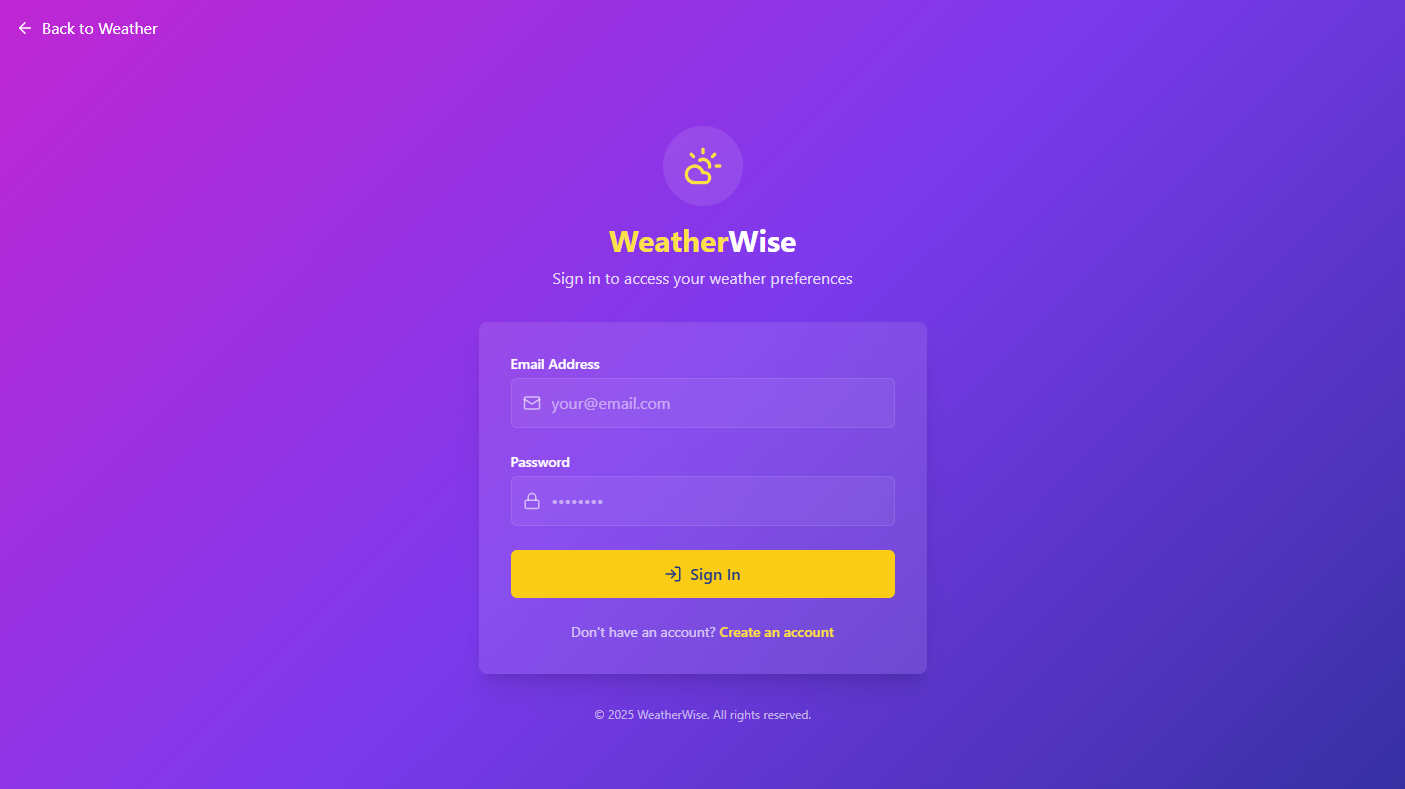 Back to Weather
WeatherWise
Sign in to access your weather preferences
Email Address
your@email.com
Password
••••••••
Sign In
Don't have an account? Create an account
© 2025 WeatherWise. All rights reserved.